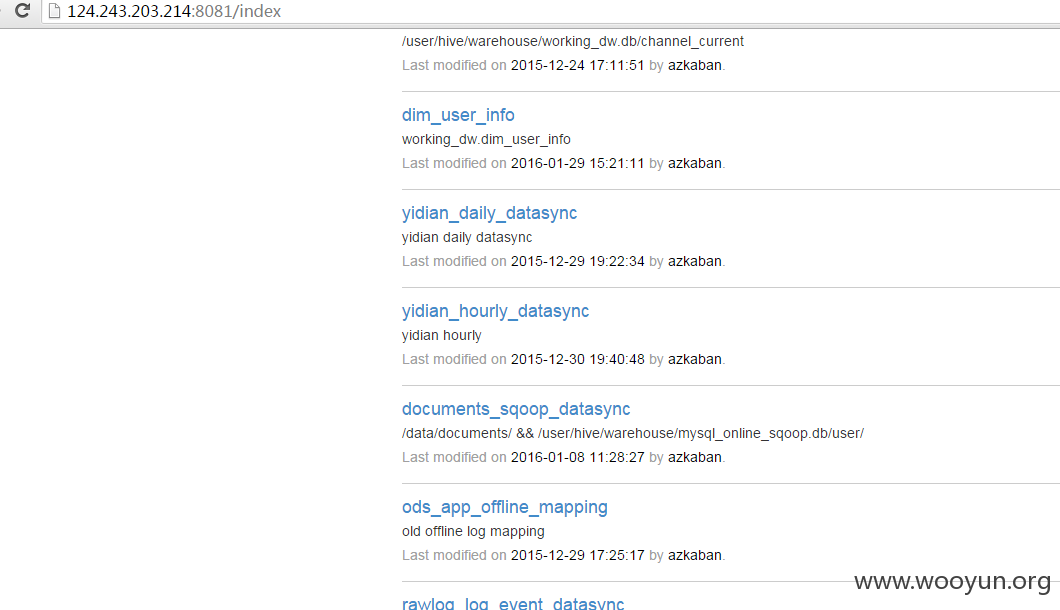 124.243.203.214:8081/index
/user/hive/warehouse/working_dw.db/channel_current
Last modified on 2015-12-24 17:11:51 by azkaban.
dim_user_info
working_dw.dim_user_info
Last modified on 2016-01-29 15:21:11 by azkaban.
yidian_daily_datasync
yidian daily datasync
Last modified on 2015-12-29 19:22:34 by azkaban.
yidian_hourly_datasync
yidian hourly
Last modified on 2015-12-30 19:40:48 by azkaban.
documents_sqoop_datasync
/data/documents/ && /user/hive/warehouse/mysql_online_sqoop.db/user/
Last modified on 2016-01-08 11:28:27 by azkaban.
ods_app_offline_mapping
old offline log mapping
Last modified on 2015-12-29 17:25:17 by azkaban.
www.wooyun.org
rawlog_log_event_datasync